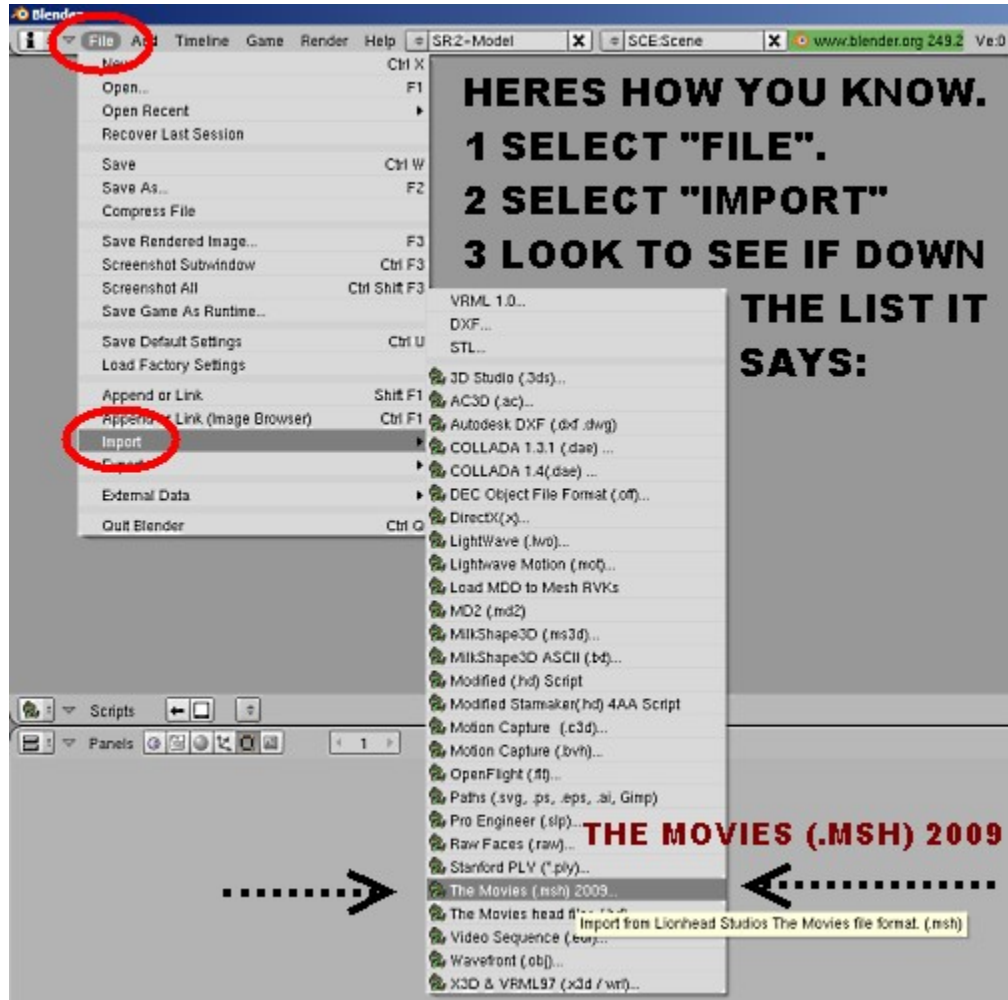 Blender
i File Add Timeline Game Render Help SR:2-Model X SCE:Scene X www.blender.org 249.2 Ve:0
Ctrl X
Open... F1
Open Recent
Recover Last Session
Save Ctrl W
Save As... F2
Compress File
Save Rendered Image... F3
Screenshot Subwindow Ctrl F3
Screenshot All Ctrl Shift F3
Save Game As Runtime...
Save Default Settings Ctrl U
Load Factory Settings
Append or Link Shift F1
Append or Link (Image Browser) Ctrl F1
Import
Export
External Data
Quit Blender Ctrl Q
HERES HOW YOU KNOW.
1 SELECT "FILE".
2 SELECT "IMPORT"
3 LOOK TO SEE IF DOWN
THE LIST IT
SAYS:
VRML 1.0...
DXF...
STL...
3D Studio (.3ds)...
AC3D (.ac)...
Autodesk DXF (.dxf .dwg)
COLLADA 1.3.1 (.dae) ...
COLLADA 1.4(.dae) ...
DEC Object File Format (.off)...
DirectX(.x)...
LightWave (.lwo)...
Lightwave Motion (.mot)...
Load MDD to Mesh RVKs
MD2 (.md2)
MilkShape3D (.ms3d)...
MilkShape3D ASCII (.txt)...
Modified (.hd) Script
Modified Starmaker(.hd) 4AA Script
Motion Capture (.c3d)...
Motion Capture (.bvh)...
OpenFlight (.flt)...
Paths (.svg, .ps, .eps, .ai, Gimp)
Pro Engineer (.slp)...
Raw Faces (.raw)...
Stanford PLY (*.ply)...
The Movies (.msh) 2009...
The Movies head files
Video Sequence (.edl)...
Wavefront (.obj)...
X3D & VRML97 (.x3d / wrl)...
THE MOVIES (.MSH) 2009
Import from Lionhead Studios The Movies file format. (.msh)
Scripts
Panels 1